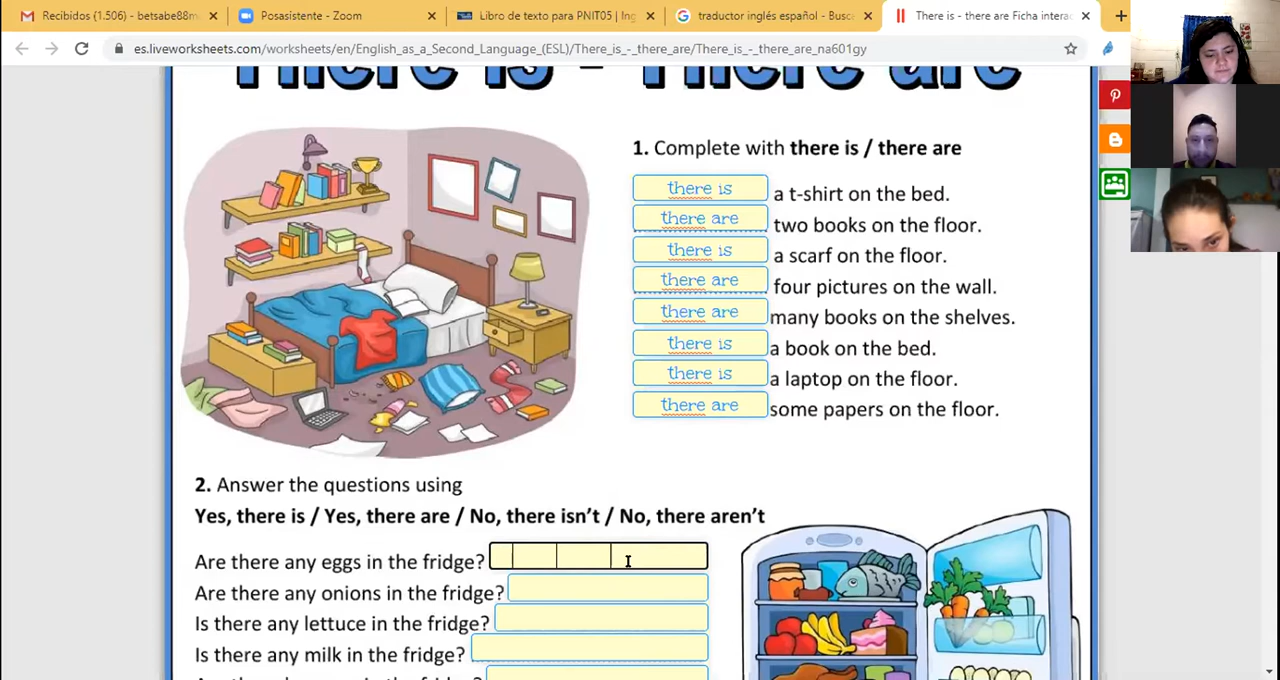 Recibidos (1.506) - betsabe88m
Posasistente - Zoom
Libro de texto para PNIT05 | Ing
traductor inglés español - Busc
There is - there are Ficha intera
es.liveworksheets.com/worksheets/en/English_as_a_Second_Language_(ESL)/There_is_-_there_are/There_is_-_there_are_na601gy
There is - There are
1. Complete with there is / there are
there is a t-shirt on the bed.
there are two books on the floor.
there is a scarf on the floor.
there are four pictures on the wall.
there are many books on the shelves.
there is a book on the bed.
there is a laptop on the floor.
there are some papers on the floor.
2. Answer the questions using
Yes, there is / Yes, there are / No, there isn't / No, there aren't
Are there any eggs in the fridge?
Are there any onions in the fridge?
Is there any lettuce in the fridge?
Is there any milk in the fridge?